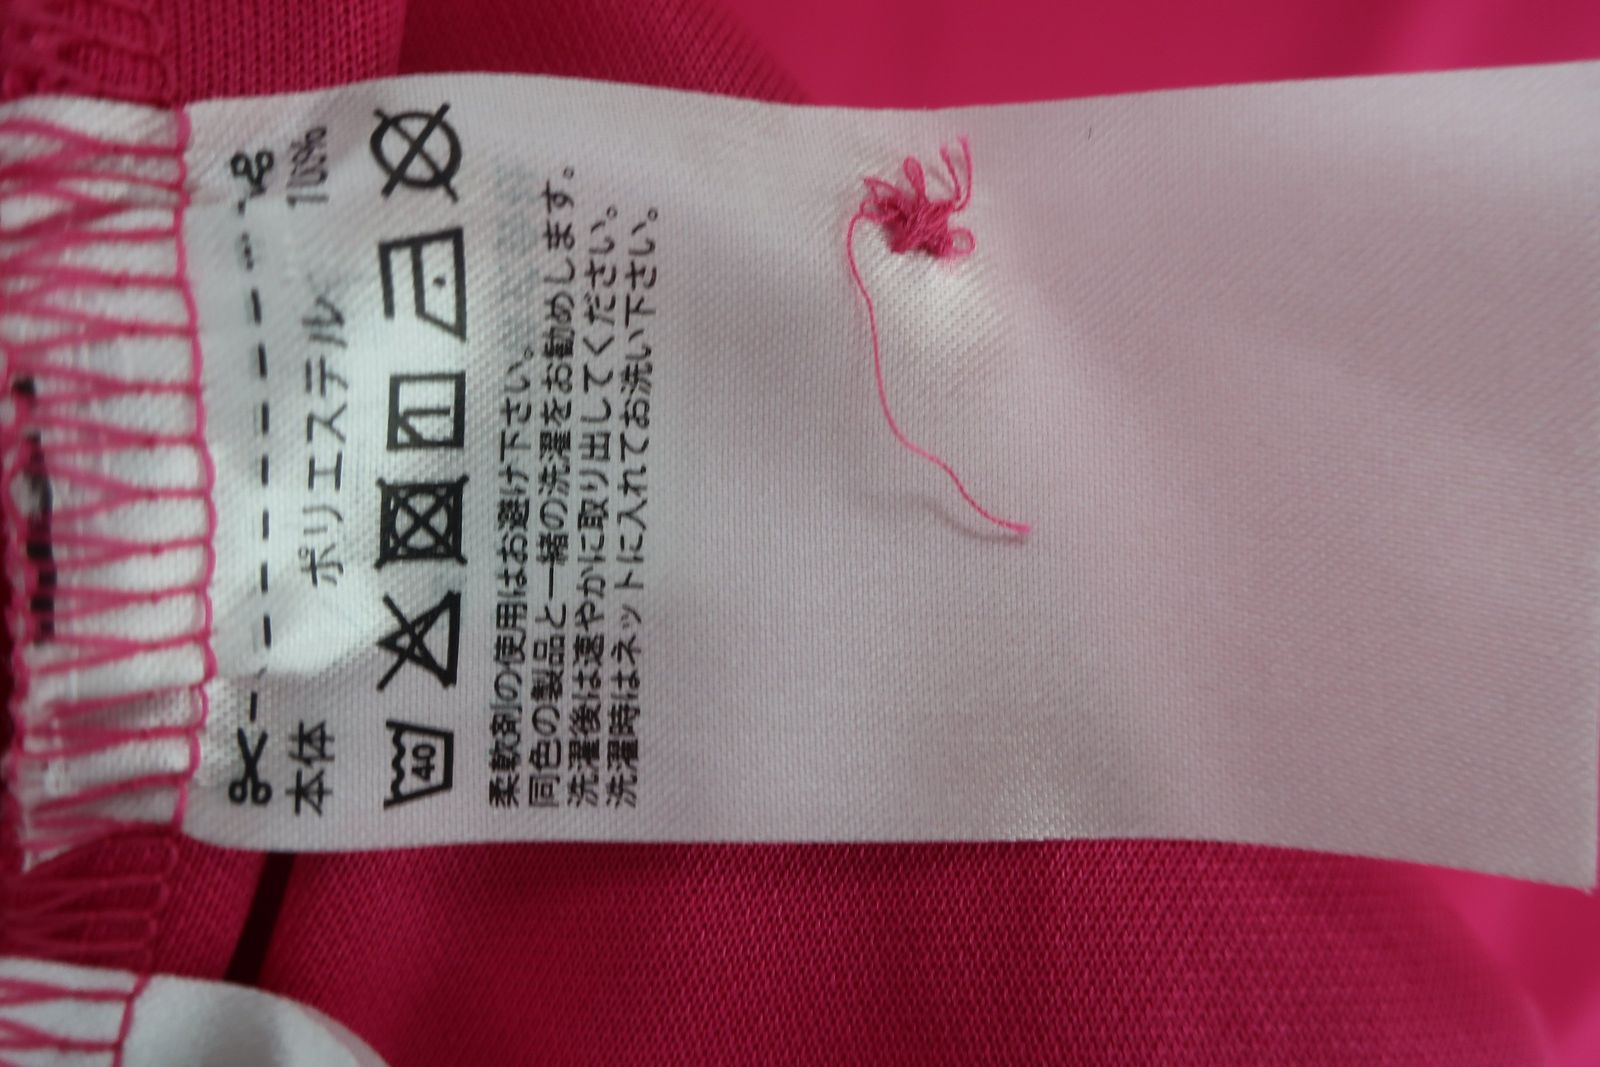 本体 ポリエステル 100%
40
柔軟剤の使用はお避け下さい。
同色の製品と一緒の洗濯をお勧めします。
洗濯後は速やかに取り出してください。
洗濯時はネットに入れてお洗い下さい。